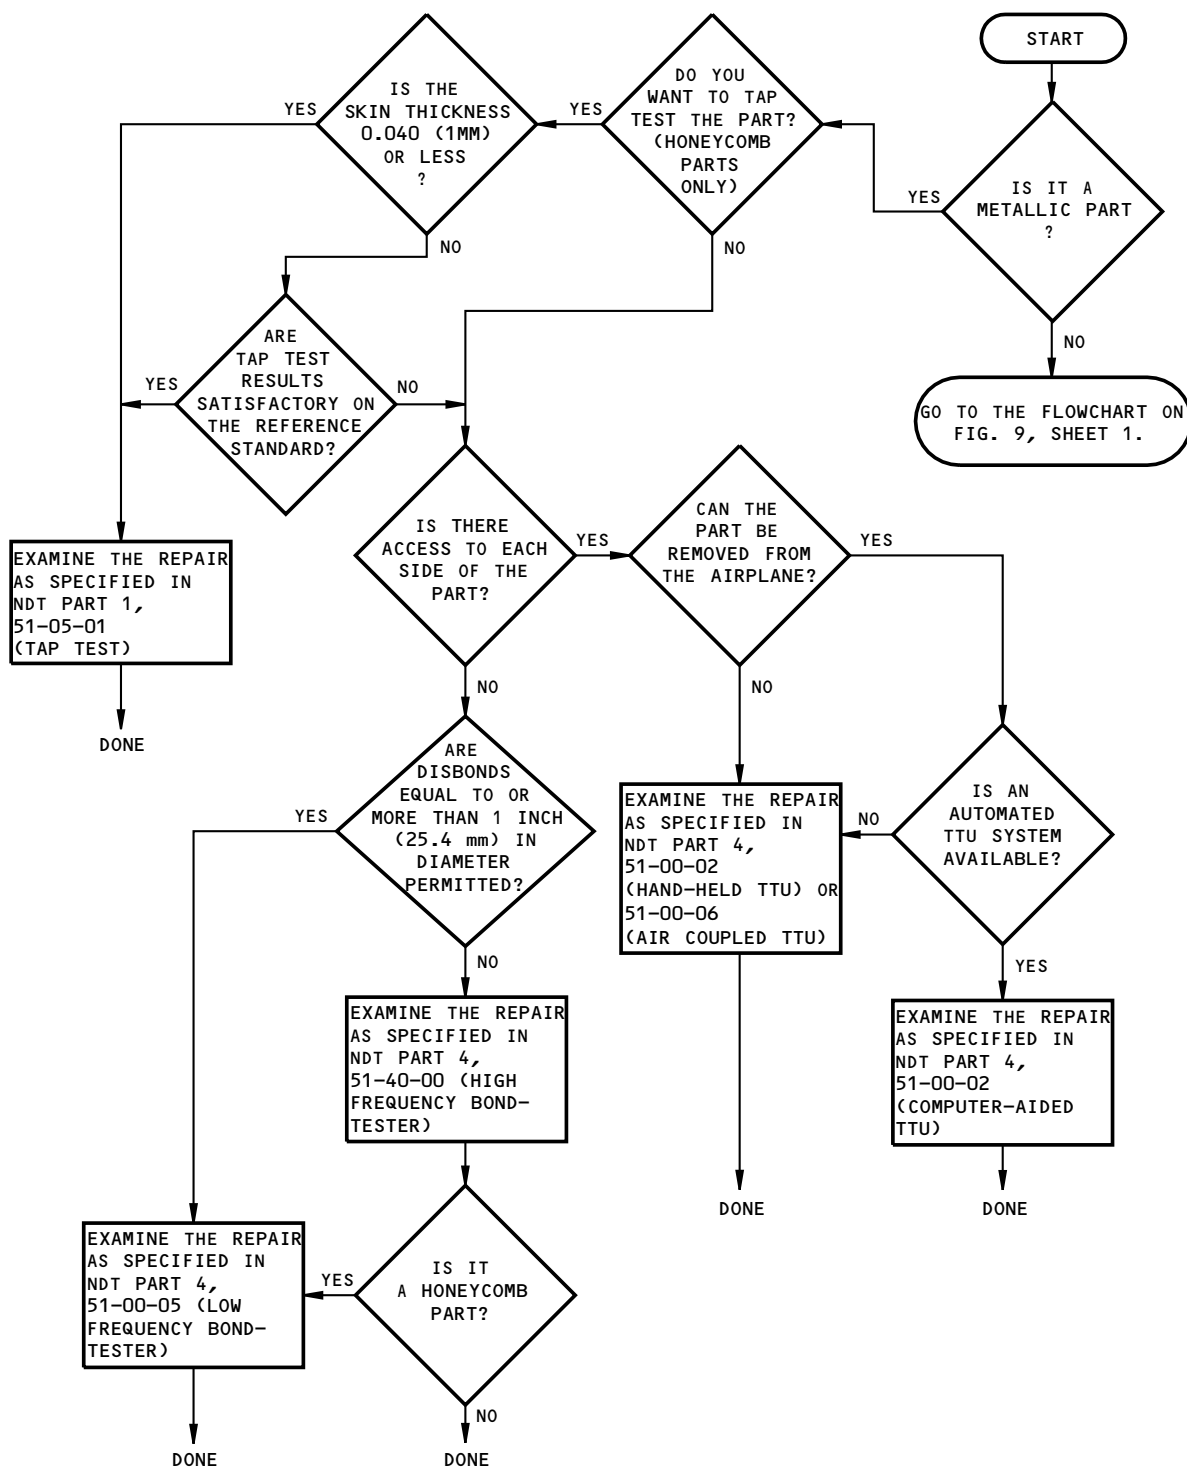 START
IS IT A
METALLIC PART
?
YES
NO
GO TO THE FLOWCHART ON
FIG. 9, SHEET 1.
DO YOU
WANT TO TAP
TEST THE PART?
(HONEYCOMB
PARTS
ONLY)
YES
NO
IS THE
SKIN THICKNESS
0.040 (1MM)
OR LESS
?
YES
NO
ARE
TAP TEST
RESULTS
SATISFACTORY ON
THE REFERENCE
STANDARD?
YES
NO
EXAMINE THE REPAIR
AS SPECIFIED IN
NDT PART 1,
51-05-01
(TAP TEST)
DONE
IS THERE
ACCESS TO EACH
SIDE OF THE
PART?
YES
NO
CAN THE
PART BE
REMOVED FROM
THE AIRPLANE?
YES
NO
ARE
DISBONDS
EQUAL TO OR
MORE THAN 1 INCH
(25.4 mm) IN
DIAMETER
PERMITTED?
YES
NO
EXAMINE THE REPAIR
AS SPECIFIED IN
NDT PART 4,
51-00-02
(HAND-HELD TTU) OR
51-00-06
(AIR COUPLED TTU)
DONE
IS AN
AUTOMATED
TTU SYSTEM
AVAILABLE?
NO
YES
EXAMINE THE REPAIR
AS SPECIFIED IN
NDT PART 4,
51-00-02
(COMPUTER-AIDED
TTU)
DONE
EXAMINE THE REPAIR
AS SPECIFIED IN
NDT PART 4,
51-40-00 (HIGH
FREQUENCY BOND-
TESTER)
IS IT
A HONEYCOMB
PART?
YES
NO
EXAMINE THE REPAIR
AS SPECIFIED IN
NDT PART 4,
51-00-05 (LOW
FREQUENCY BOND-
TESTER)
DONE
DONE